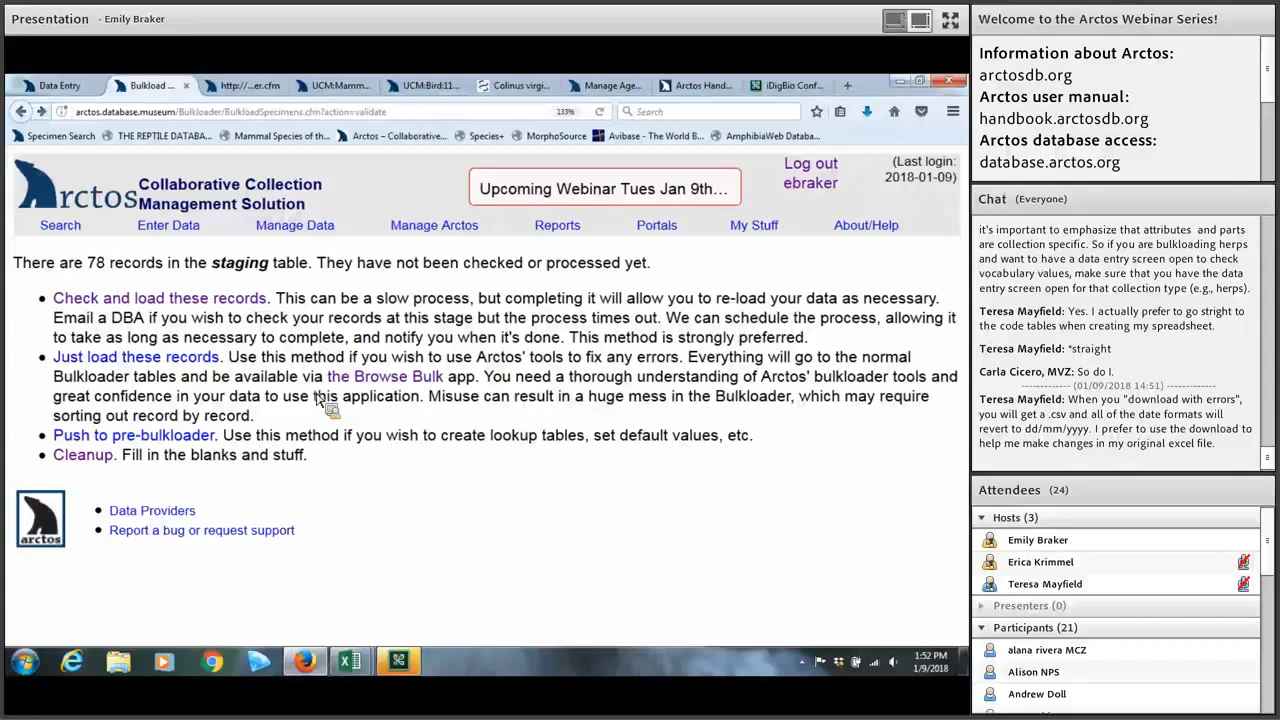 Presentation - Emily Braker
Data Entry
Bulkload ...
http://...er.cfm
UCM:Mamm...
UCM:Bird:11...
Colinus virgi...
Manage Age...
Arctos Hand...
iDigBio Conf...
arctos.database.museum/Bulkloader/BulkloadSpecimens.cfm?action=validate
133%
Search
Specimen Search
THE REPTILE DATABA...
Mammal Species of th...
Arctos – Collaborative...
Species+
MorphoSource
Avibase - The World B...
AmphibiaWeb Databa...
arctos
Collaborative Collection
Management Solution
Upcoming Webinar Tues Jan 9th...
Log out
ebraker
(Last login:
2018-01-09)
Search
Enter Data
Manage Data
Manage Arctos
Reports
Portals
My Stuff
About/Help
There are 78 records in the staging table. They have not been checked or processed yet.
• Check and load these records. This can be a slow process, but completing it will allow you to re-load your data as necessary.
Email a DBA if you wish to check your records at this stage but the process times out. We can schedule the process, allowing it
to take as long as necessary to complete, and notify you when it's done. This method is strongly preferred.
• Just load these records. Use this method if you wish to use Arctos' tools to fix any errors. Everything will go to the normal
Bulkloader tables and be available via the Browse Bulk app. You need a thorough understanding of Arctos' bulkloader tools and
great confidence in your data to use this application. Misuse can result in a huge mess in the Bulkloader, which may require
sorting out record by record.
• Push to pre-bulkloader. Use this method if you wish to create lookup tables, set default values, etc.
• Cleanup. Fill in the blanks and stuff.
arctos
• Data Providers
• Report a bug or request support
1:52 PM
1/9/2018
Welcome to the Arctos Webinar Series!
Information about Arctos:
arctosdb.org
Arctos user manual:
handbook.arctosdb.org
Arctos database access:
database.arctos.org
Chat (Everyone)
it's important to emphasize that attributes and parts
are collection specific. So if you are bulkloading herps
and want to have a data entry screen open to check
vocabulary values, make sure that you have the data
entry screen open for that collection type (e.g., herps).
Teresa Mayfield: Yes. I actually prefer to go stright to
the code tables when creating my spreadsheet.
Teresa Mayfield: *straight
Carla Cicero, MVZ: So do I.
------------------ (01/09/2018 14:51) ------------------
Teresa Mayfield: When you "download with errors",
you will get a .csv and all of the date formats will
revert to dd/mm/yyyy. I prefer to use the download to
help me make changes in my original excel file.
Attendees (24)
Hosts (3)
Emily Braker
Erica Krimmel
Teresa Mayfield
Presenters (0)
Participants (21)
alana rivera MCZ
Alison NPS
Andrew Doll